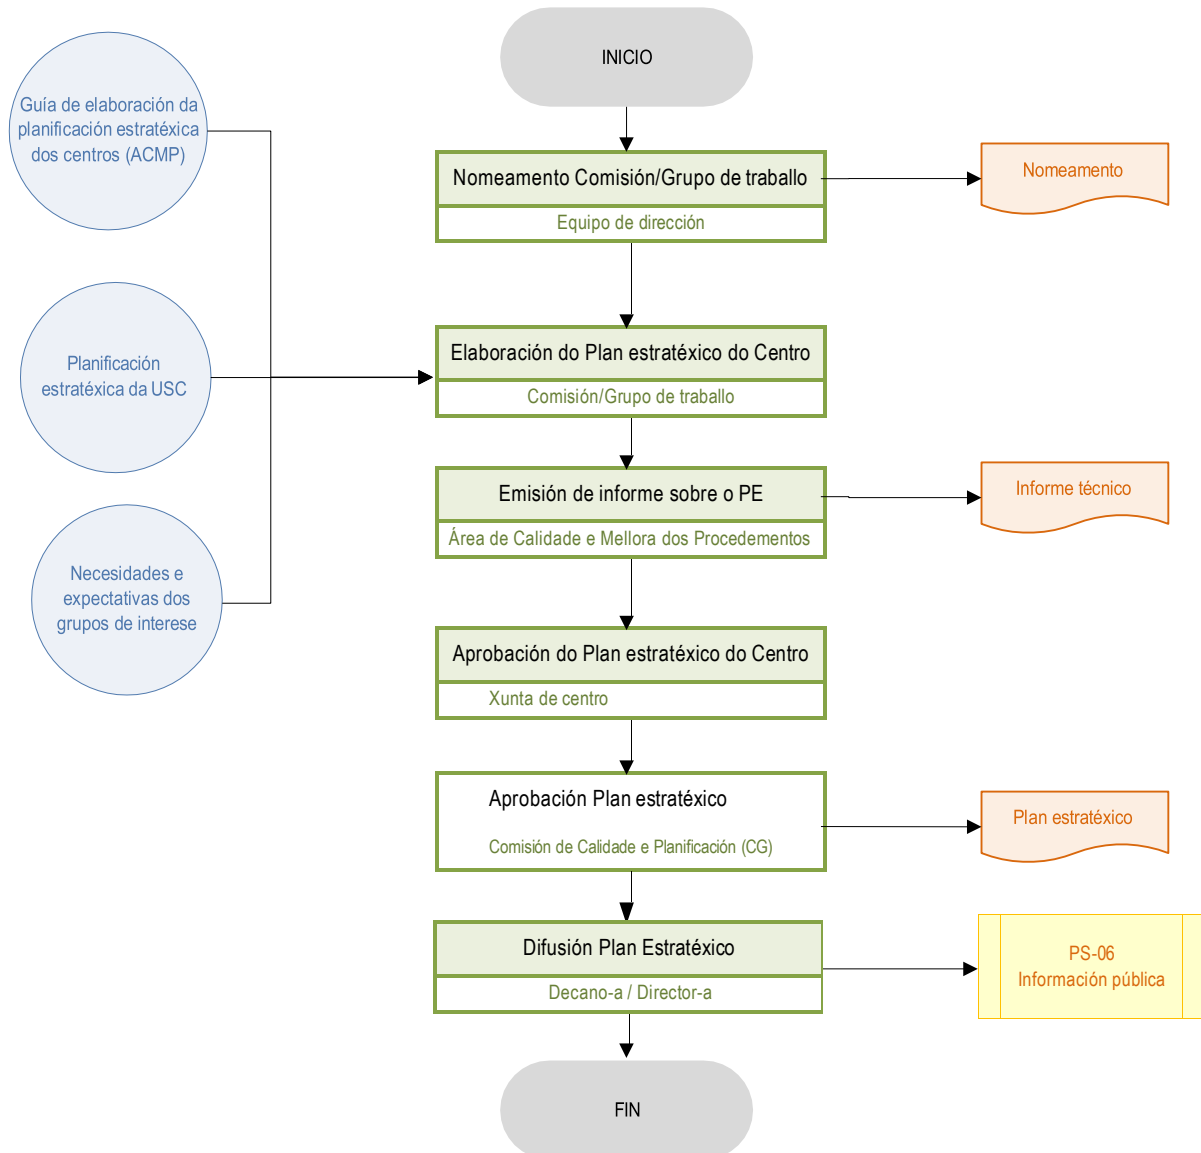 INICIO
Guía de elaboración da
planificación estratéxica
dos centros (ACMP)
Nomeamento Comisión/Grupo de traballo
Equipo de dirección
Nomeamento
Planificación
estratéxica da USC
Elaboración do Plan estratéxico do Centro
Comisión/Grupo de traballo
Emisión de informe sobre o PE
Área de Calidade e Mellora dos Procedementos
Informe técnico
Necesidades e
expectativas dos
grupos de interese
Aprobación do Plan estratéxico do Centro
Xunta de centro
Aprobación Plan estratéxico
Comisión de Calidade e Planificación (CG)
Plan estratéxico
Difusión Plan Estratéxico
Decano-a / Director-a
PS-06
Información pública
FIN